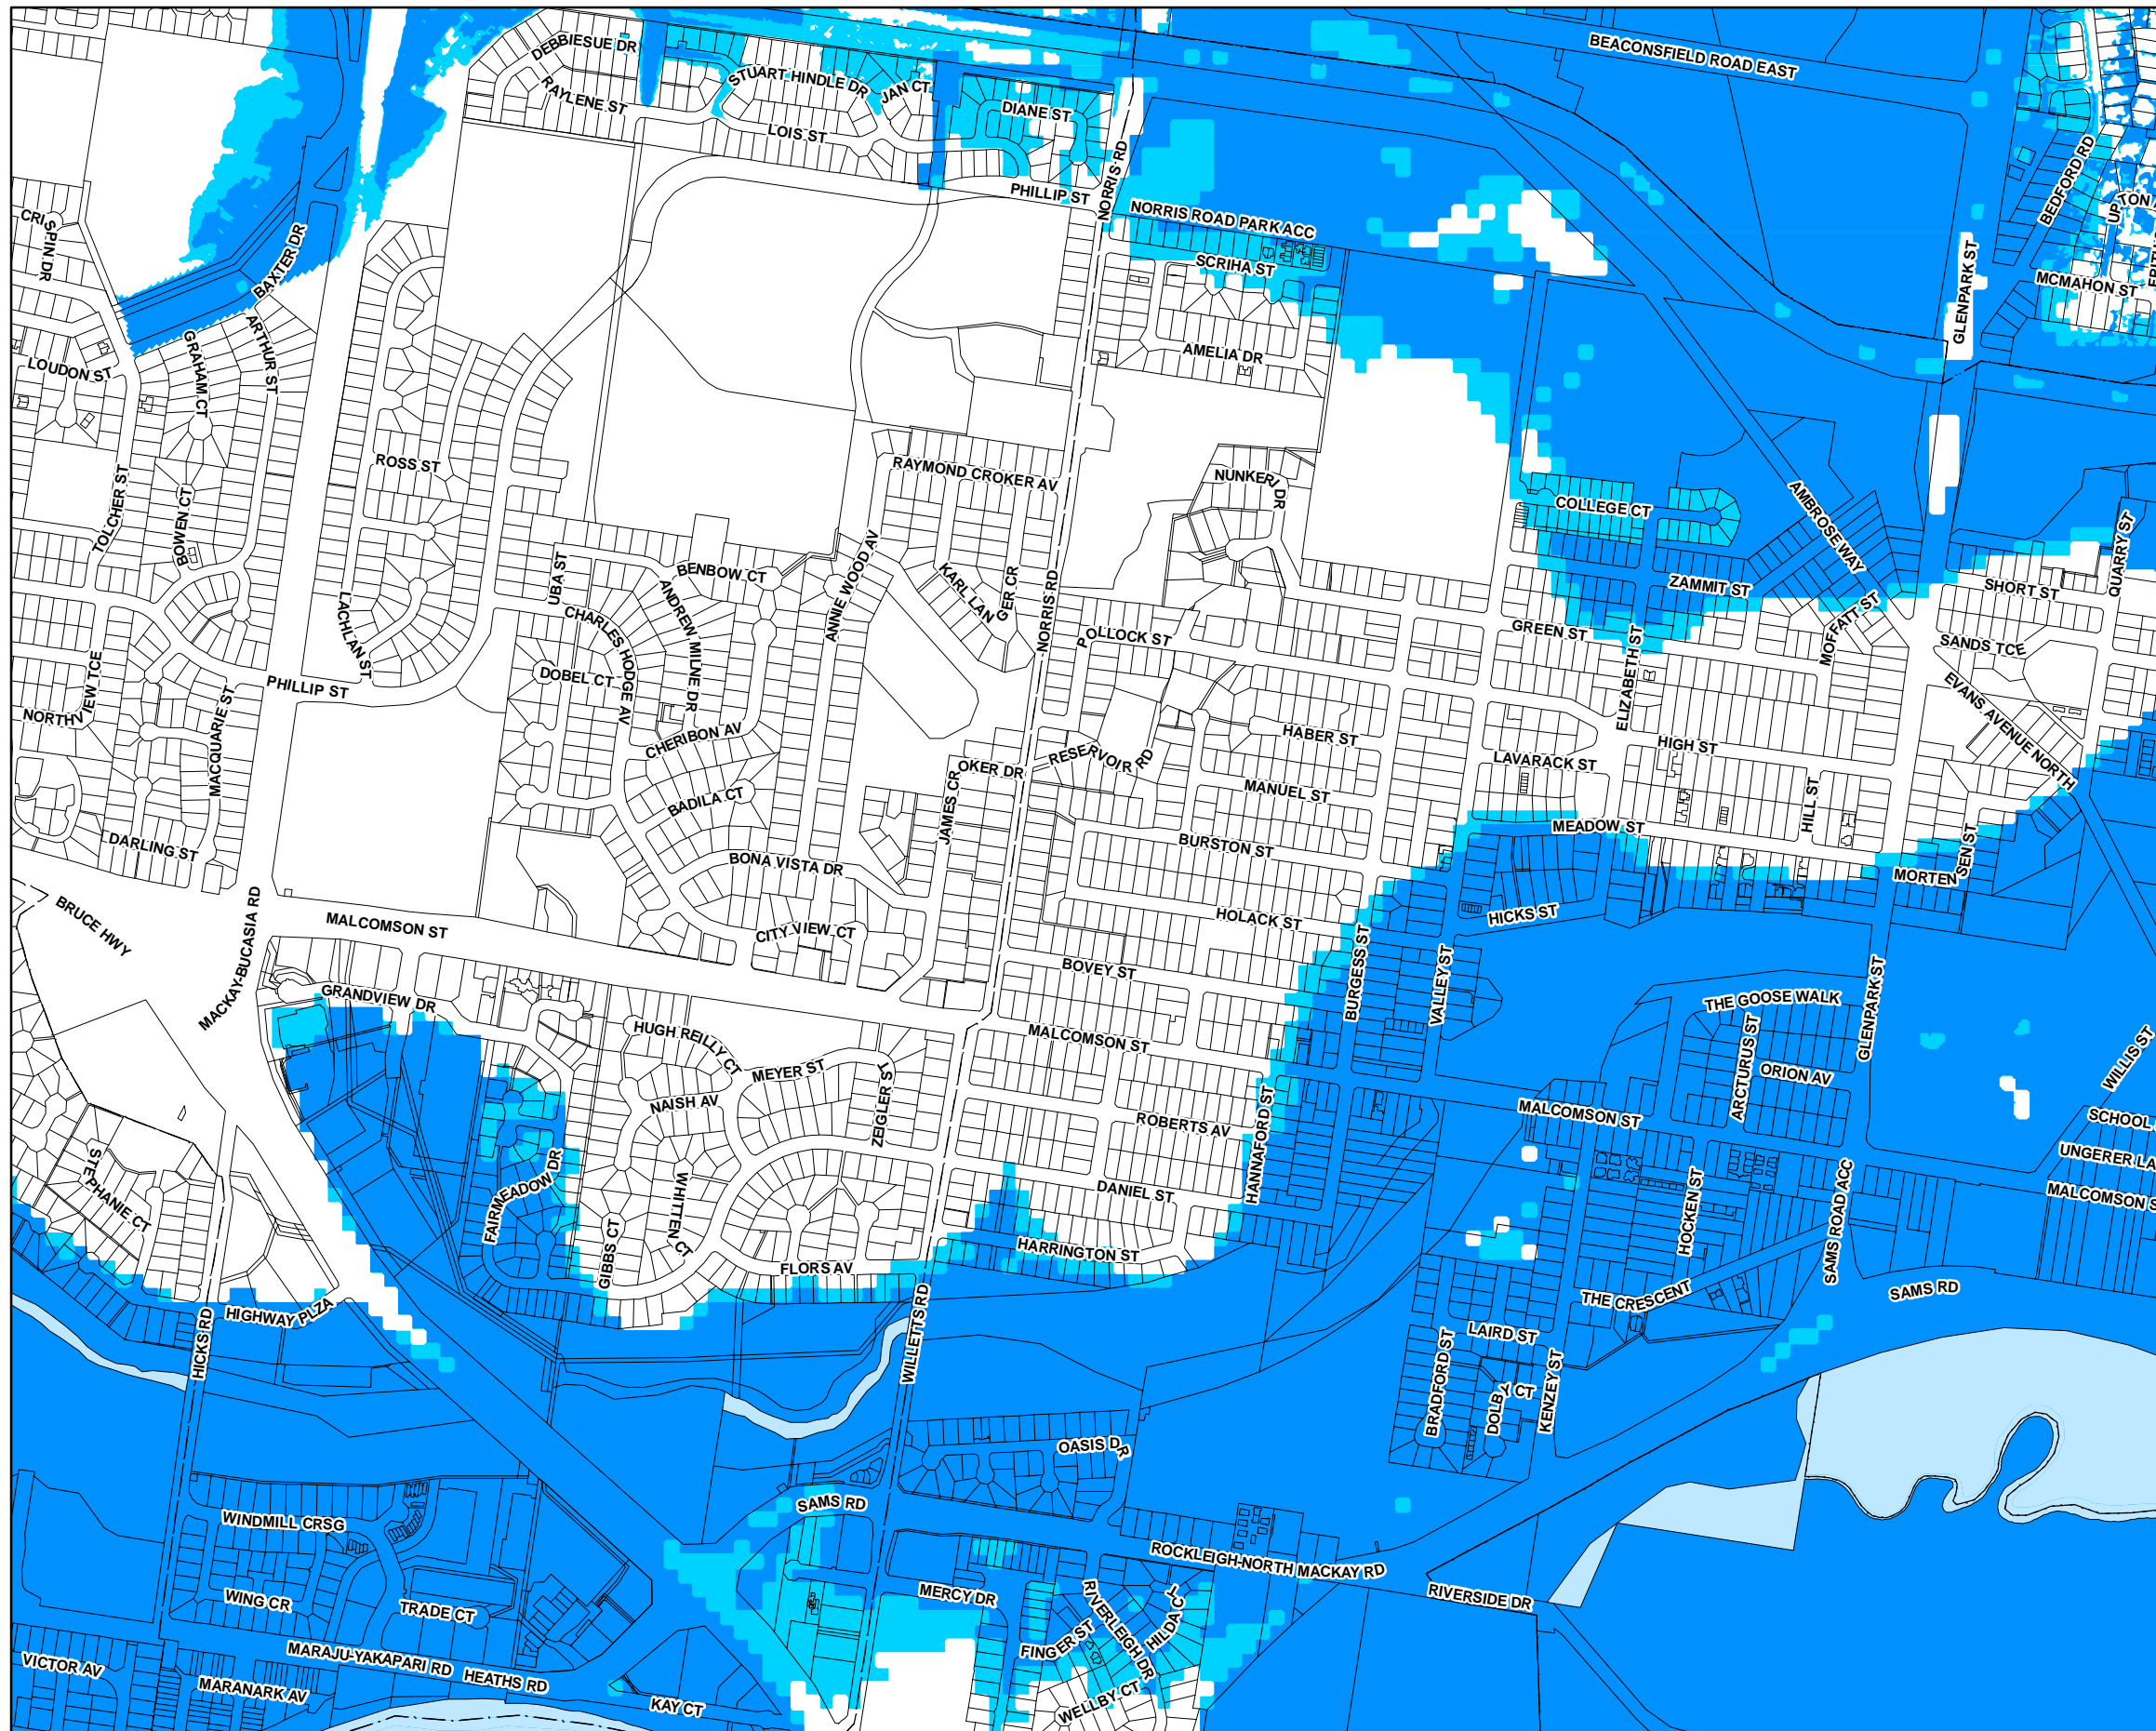 BEACONSFIELD ROAD EAST
DEBBIESUE DR
STUART HINDLE DR
JAN CT
RAYLENE ST
DIANE ST
LOIS ST
BEDFORD RD
NORRIS RD
PHILLIP ST
NORRIS ROAD PARK ACC
SPIN DR
SCRIHA ST
BAXTER DR
GLENPARK ST
MCMAHON ST
ARTHUR ST
GRAHAM CT
AMELIA DR
LOUDON ST
ROSS ST
RAYMOND CROKER AV
NUNKERI DR
TOLCHER ST
BOWEN CT
COLLEGE CT
AMBROSE WAY
QUARRY ST
UBA ST
BENBOW CT
ANNIE WOOD AV
KARL LANGER CR
ZAMMIT ST
SHORT ST
LACHLAN ST
CHARLES HODGE AV
ANDREW MILNE DR
NORRIS RD
POLLOCK ST
GREEN ST
MOFFATT ST
SANDS TCE
NORTHVIEW TCE
MACQUARIE ST
PHILLIP ST
DOBEL CT
ELIZABETH ST
EVANS AVENUE NORTH
CHERIBON AV
HABER ST
HIGH ST
RESERVOIR RD
LAVARACK ST
JAMES CROKER DR
BADILA CT
MANUEL ST
HILL ST
DARLING ST
BURSTON ST
MEADOW ST
BONA VISTA DR
MORTENSEN ST
BRUCE HWY
MACKAY-BUCASIA RD
MALCOMSON ST
CITY VIEW CT
HOLACK ST
HICKS ST
BURGESS ST
VALLEY ST
BOVEY ST
GRANDVIEW DR
THE GOOSE WALK
GLENPARK ST
HUGH REILLY CT
MALCOMSON ST
ARCTURUS ST
ORION AV
WILLIS ST
MEYER ST
ZEIGLER ST
NAISH AV
MALCOMSON ST
ROBERTS AV
SCHOOL
HANNAFORD ST
UNGERER LA
STEPHANIE CT
FAIRMEADOW DR
WHITTEN CT
DANIEL ST
HOCKEN ST
SAMS ROAD ACC
MALCOMSON S
GIBBS CT
FLORS AV
HARRINGTON ST
SAMS RD
THE CRESCENT
HIGHWAY PLZA
HICKS RD
WILLETTS RD
LAIRD ST
BRADFORD ST
DOLBY CT
KENZEY ST
OASIS DR
SAMS RD
WINDMILL CRSG
ROCKLEIGH-NORTH MACKAY RD
RIVERSIDE DR
WING CR
TRADE CT
MERCY DR
RIVERLEIGH DR
HILDA CT
FINGER ST
MARAJU-YAKAPARI RD
HEATHS RD
VICTOR AV
MARANARK AV
KAY CT
WELLBY CT